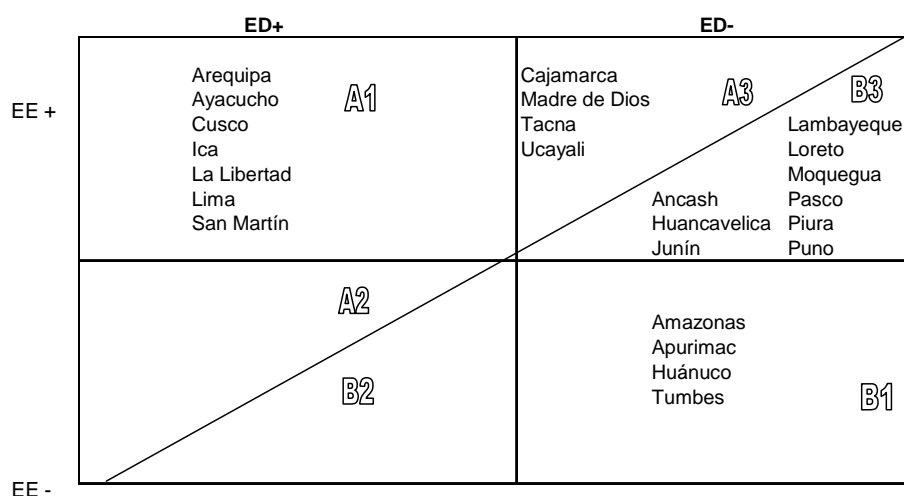 ED+ ED-
EE +
Arequipa
Ayacucho
Cusco
Ica
La Libertad
Lima
San Martín
A1
Cajamarca
Madre de Dios
Tacna
Ucayali
A3
B3
Lambayeque
Loreto
Moquegua
Ancash Pasco
Huancavelica Piura
Junín Puno
A2
B2
Amazonas
Apurimac
Huánuco
Tumbes
B1
EE -